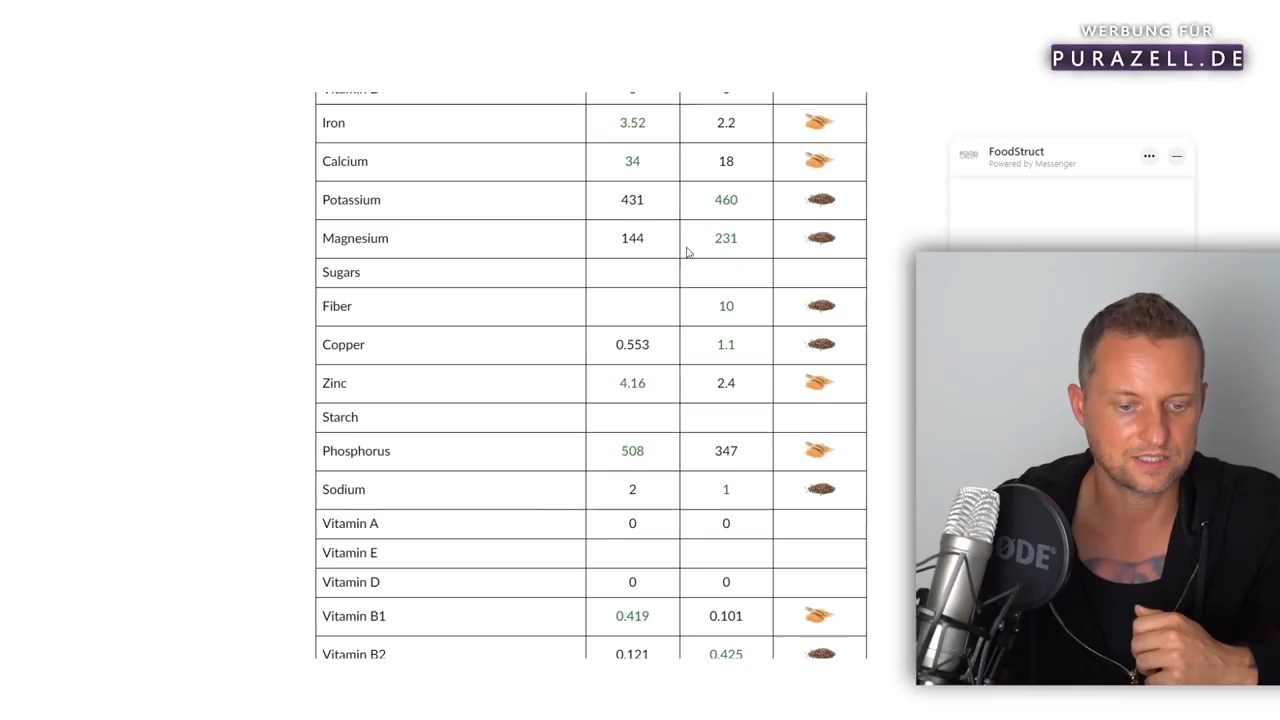 WERBUNG FÜR
PURAZELL.DE
Iron 3.52 2.2
Calcium 34 18
Potassium 431 460
Magnesium 144 231
Sugars
Fiber 10
Copper 0.553 1.1
Zinc 4.16 2.4
Starch
Phosphorus 508 347
Sodium 2 1
Vitamin A 0 0
Vitamin E
Vitamin D 0 0
Vitamin B1 0.419 0.101
Vitamin B2 0.121 0.425
FoodStruct
Powered by Messenger
RØDE